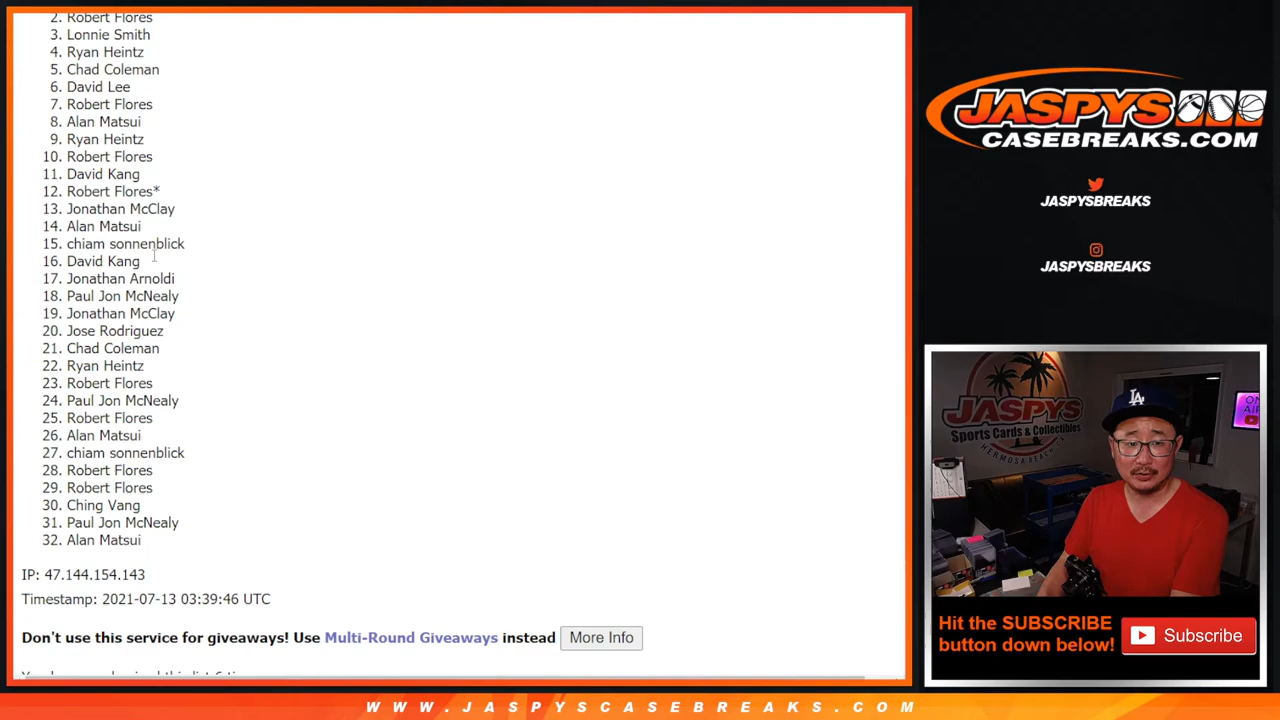 2. Robert Flores
3. Lonnie Smith
4. Ryan Heintz
5. Chad Coleman
6. David Lee
7. Robert Flores
8. Alan Matsui
9. Ryan Heintz
10. Robert Flores
11. David Kang
12. Robert Flores*
13. Jonathan McClay
14. Alan Matsui
15. chiam sonnenblick
16. David Kang
17. Jonathan Arnoldi
18. Paul Jon McNealy
19. Jonathan McClay
20. Jose Rodriguez
21. Chad Coleman
22. Ryan Heintz
23. Robert Flores
24. Paul Jon McNealy
25. Robert Flores
26. Alan Matsui
27. chiam sonnenblick
28. Robert Flores
29. Robert Flores
30. Ching Vang
31. Paul Jon McNealy
32. Alan Matsui
IP: 47.144.154.143
Timestamp: 2021-07-13 03:39:46 UTC
Don't use this service for giveaways! Use Multi-Round Giveaways instead More Info
JASPYS
CASEBREAKS.COM
JASPYSBREAKS
JASPYSBREAKS
JASPYS
Sports Cards & Collectibles
HERMOSA BEACH, CA
ON
AIR
LA
Hit the SUBSCRIBE
button down below!
Subscribe
WWW.JASPYSCASEBREAKS.COM